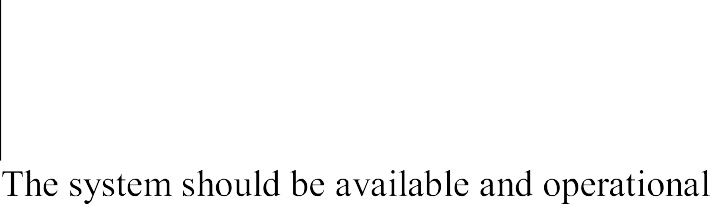 The system should be available and operational